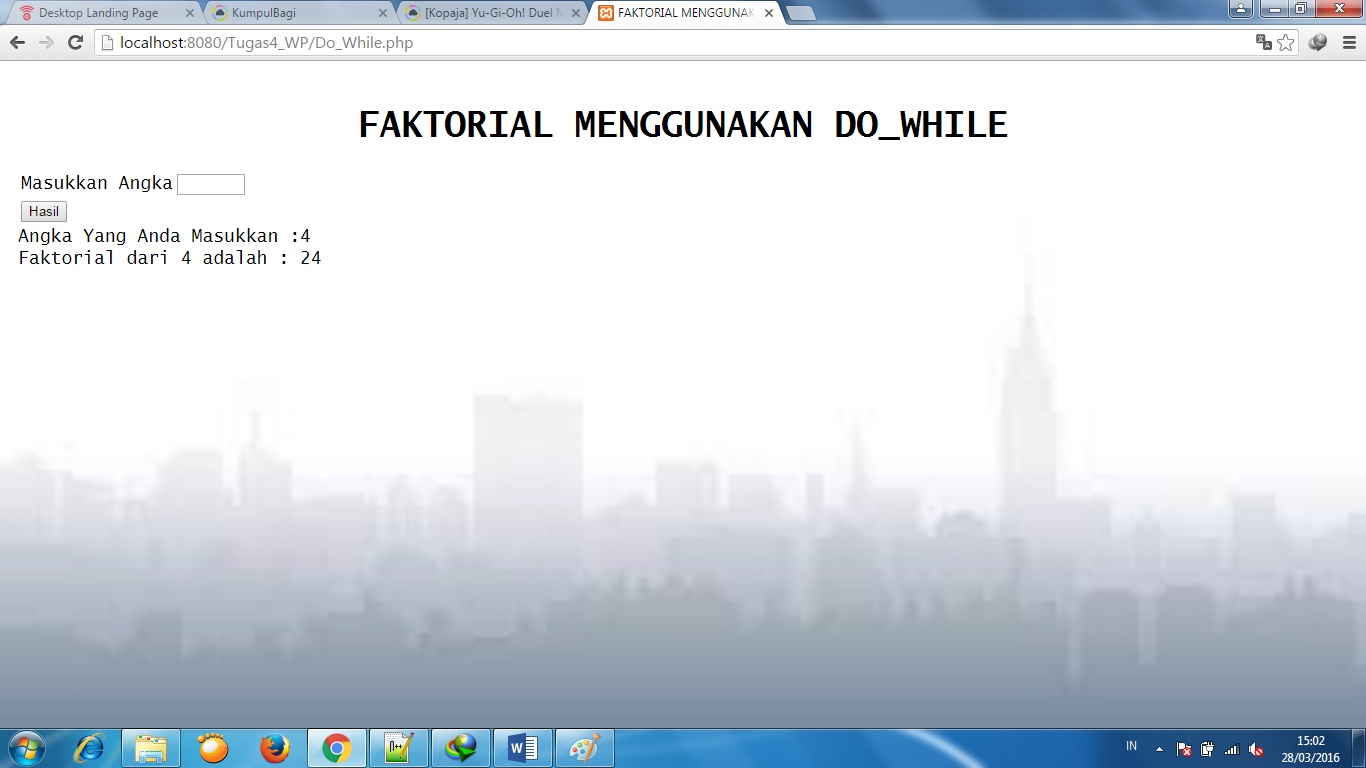 Desktop Landing Page
KumpulBagi
[Kopaja] Yu-Gi-Oh! Duel M
FAKTORIAL MENGGUNAK
localhost:8080/Tugas4_WP/Do_While.php
FAKTORIAL MENGGUNAKAN DO_WHILE
Masukkan Angka
Hasil
Angka Yang Anda Masukkan :4
Faktorial dari 4 adalah : 24
IN
15:02
28/03/2016